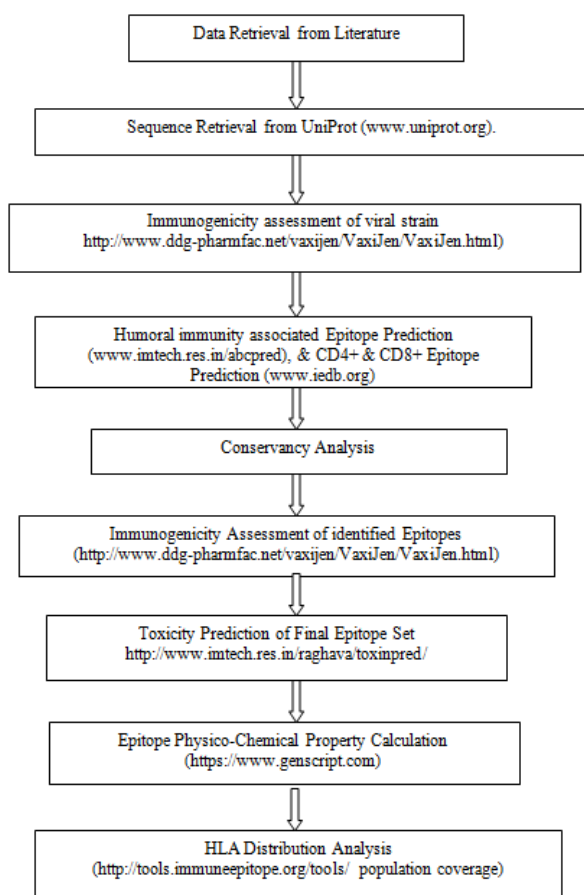 Data Retrieval from Literature
Sequence Retrieval from UniProt (www.uniprot.org).
Immunogenicity assessment of viral strain
http://www.ddg-pharmfac.net/vaxijen/VaxiJen/VaxiJen.html)
Humoral immunity associated Epitope Prediction
(www.imtech.res.in/abcpred), & CD4+ & CD8+ Epitope
Prediction (www.iedb.org)
Conservancy Analysis
Immunogenicity Assessment of identified Epitopes
(http://www.ddg-pharmfac.net/vaxijen/VaxiJen/VaxiJen.html)
Toxicity Prediction of Final Epitope Set
http://www.imtech.res.in/raghava/toxinpred/
Epitope Physico-Chemical Property Calculation
(https://www.genscript.com)
HLA Distribution Analysis
(http://tools.immuneepitope.org/tools/ population coverage)